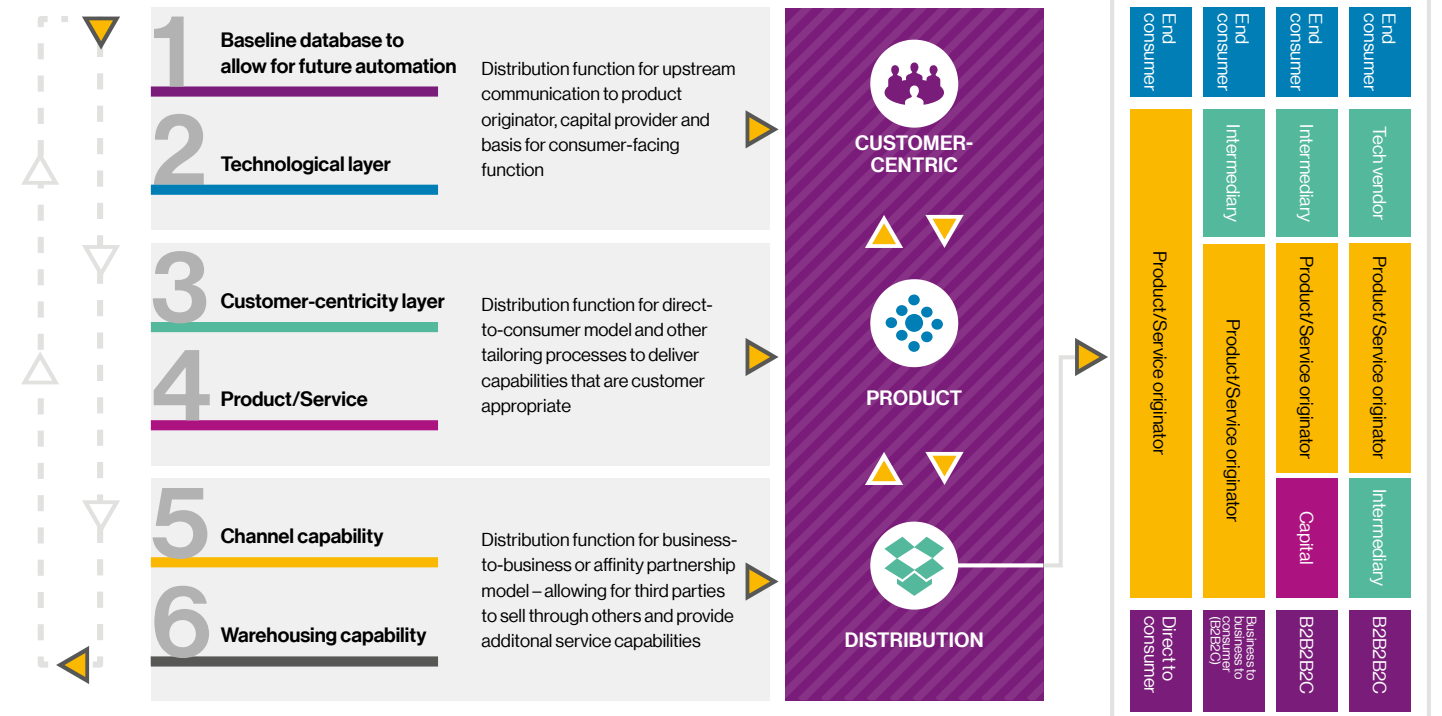 1
Baseline database to
allow for future automation
2
Technological layer
Distribution function for upstream
communication to product
originator, capital provider and
basis for consumer-facing
function
3
Customer-centricity layer
4
Product/Service
Distribution function for direct-
to-consumer model and other
tailoring processes to deliver
capabilities that are customer
appropriate
5
Channel capability
6
Warehousing capability
Distribution function for business-
to-business or affinity partnership
model – allowing for third parties
to sell through others and provide
additonal service capabilities
CUSTOMER-
CENTRIC
PRODUCT
DISTRIBUTION
End
consumer
Product/Service originator
Direct to
consumer
End
consumer
Intermediary
Product/Service originator
Business to
business to
consumer
(B2B2C)
End
consumer
Intermediary
Product/Service originator
Capital
B2B2B2C
End
consumer
Tech vendor
Product/Service originator
Intermediary
B2B2B2C